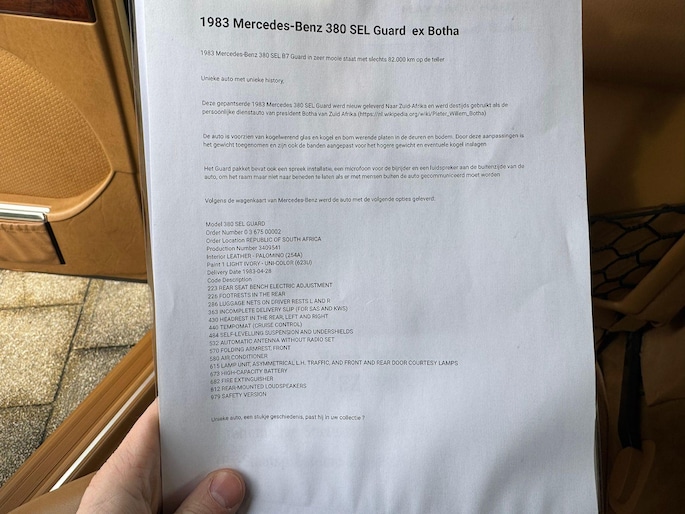 1983 Mercedes-Benz 380 SEL Guard ex Botha
1983 Mercedes-Benz 380 SEL B7 Guard in zeer mooie staat met slechts 82.000 km op de teller
Unieke auto met unieke history,
Deze gepantserde 1983 Mercedes 380 SEL Guard werd nieuw geleverd Naar Zuid-Afrika en werd destijds gebruikt als de
persoonlijke dienstauto van president Botha van Zuid Afrika (https://nl.wikipedia.org/wiki/Pieter_Willem_Botha)
De auto is voorzien van kogelwerend glas en kogel en bom werende platen in de deuren en bodem. Door deze aanpassingen is
het gewicht toegenomen en zijn ook de banden aangepast voor het hogere gewicht en eventuele kogel inslagen
Het Guard pakket bevat ook een spreek installatie, een microfoon voor de bijrijder en een luidspreker aan de buitenzijde van de
auto, om het raam maar niet naar beneden te laten als er met mensen buiten de auto gecommuniceerd moet worden
Volgens de wagenkaart van Mercedes-Benz werd de auto met de volgende opties geleverd:
Model 380 SEL GUARD
Order Number 0 3 675 00002
Order Location REPUBLIC OF SOUTH AFRICA
Production Number 3409541
Interior LEATHER - PALOMINO (254A)
Paint 1 LIGHT IVORY - UNI-COLOR (623U)
Delivery Date 1983-04-28
Code Description
223 REAR SEAT BENCH ELECTRIC ADJUSTMENT
228 FOOTRESTS IN THE REAR
286 LUGGAGE NETS ON DRIVER RESTS L AND R
363 INCOMPLETE DELIVERY SLIP (FOR SAS AND KWS)
430 HEADREST IN THE REAR, LEFT AND RIGHT
440 TEMPOMAT (CRUISE CONTROL)
484 SELF-LEVELLING SUSPENSION AND UNDERSHIELDS
532 AUTOMATIC ANTENNA WITHOUT RADIO SET
570 FOLDING ARMREST, FRONT
580 AIR CONDITIONER
615 LAMP UNIT, ASYMMETRICAL L.H. TRAFFIC, AND FRONT AND REAR DOOR COURTESY LAMPS
673 HIGH-CAPACITY BATTERY
682 FIRE EXTINGUISHER
812 REAR-MOUNTED LOUDSPEAKERS
979 SAFETY VERSION
Unieke auto, een stukje geschiedenis, past hij in uw collectie ?